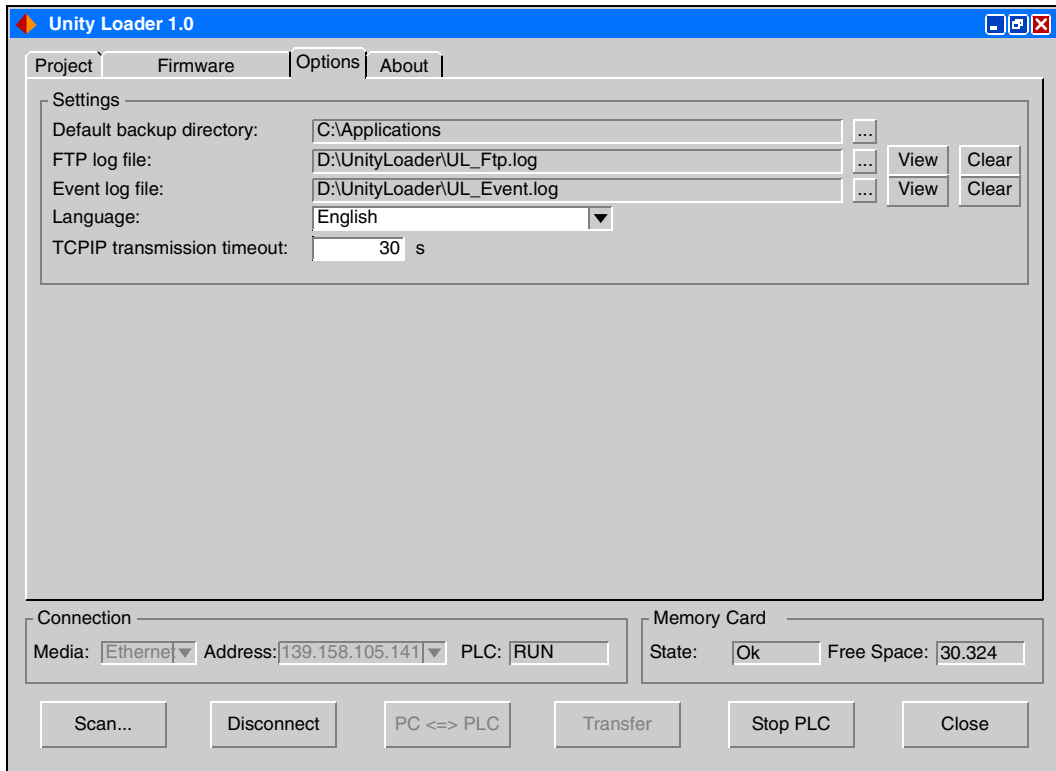 Unity Loader 1.0
Project Firmware Options About
Settings
Default backup directory: C:\Applications ...
FTP log file: D:\UnityLoader\UL_Ftp.log ... View Clear
Event log file: D:\UnityLoader\UL_Event.log ... View Clear
Language: English
TCPIP transmission timeout: 30 s
Connection Memory Card
Media: Ethernet Address: 139.158.105.141 PLC: RUN State: Ok Free Space: 30.324
Scan... Disconnect PC <=> PLC Transfer Stop PLC Close